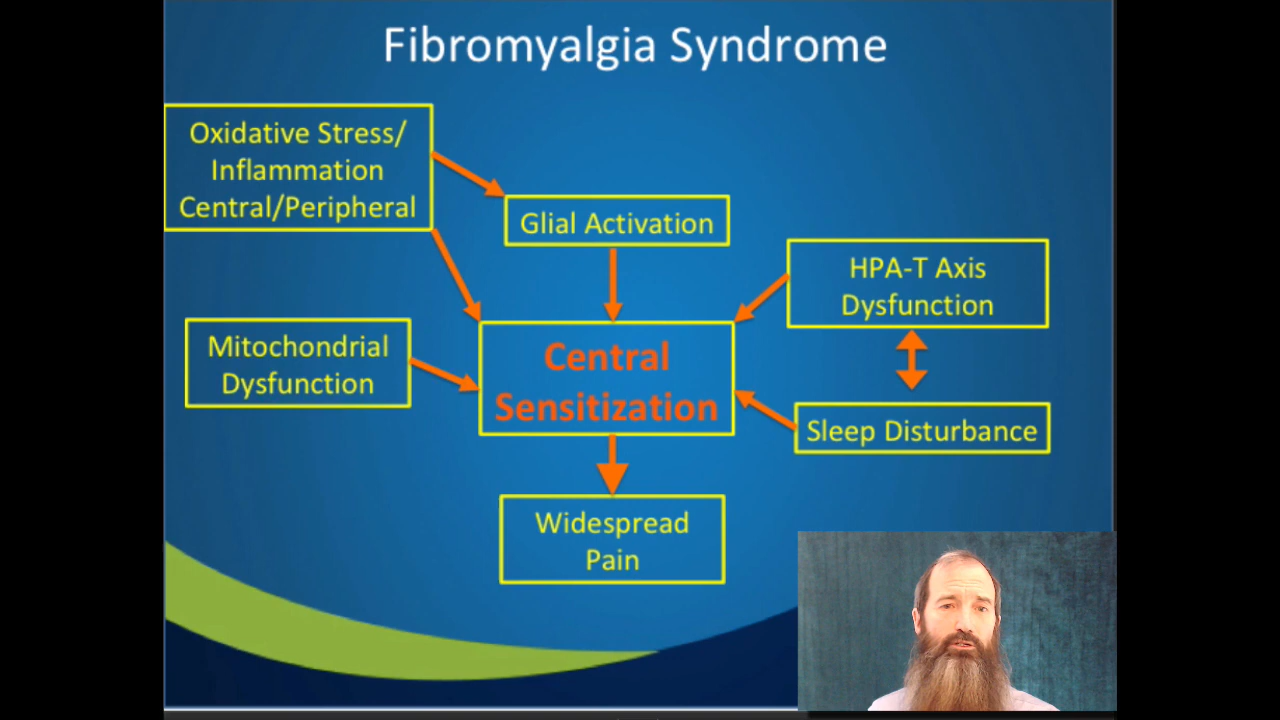 Fibromyalgia Syndrome
Oxidative Stress/
Inflammation
Central/Peripheral
Glial Activation
HPA-T Axis
Dysfunction
Mitochondrial
Dysfunction
Central
Sensitization
Sleep Disturbance
Widespread
Pain